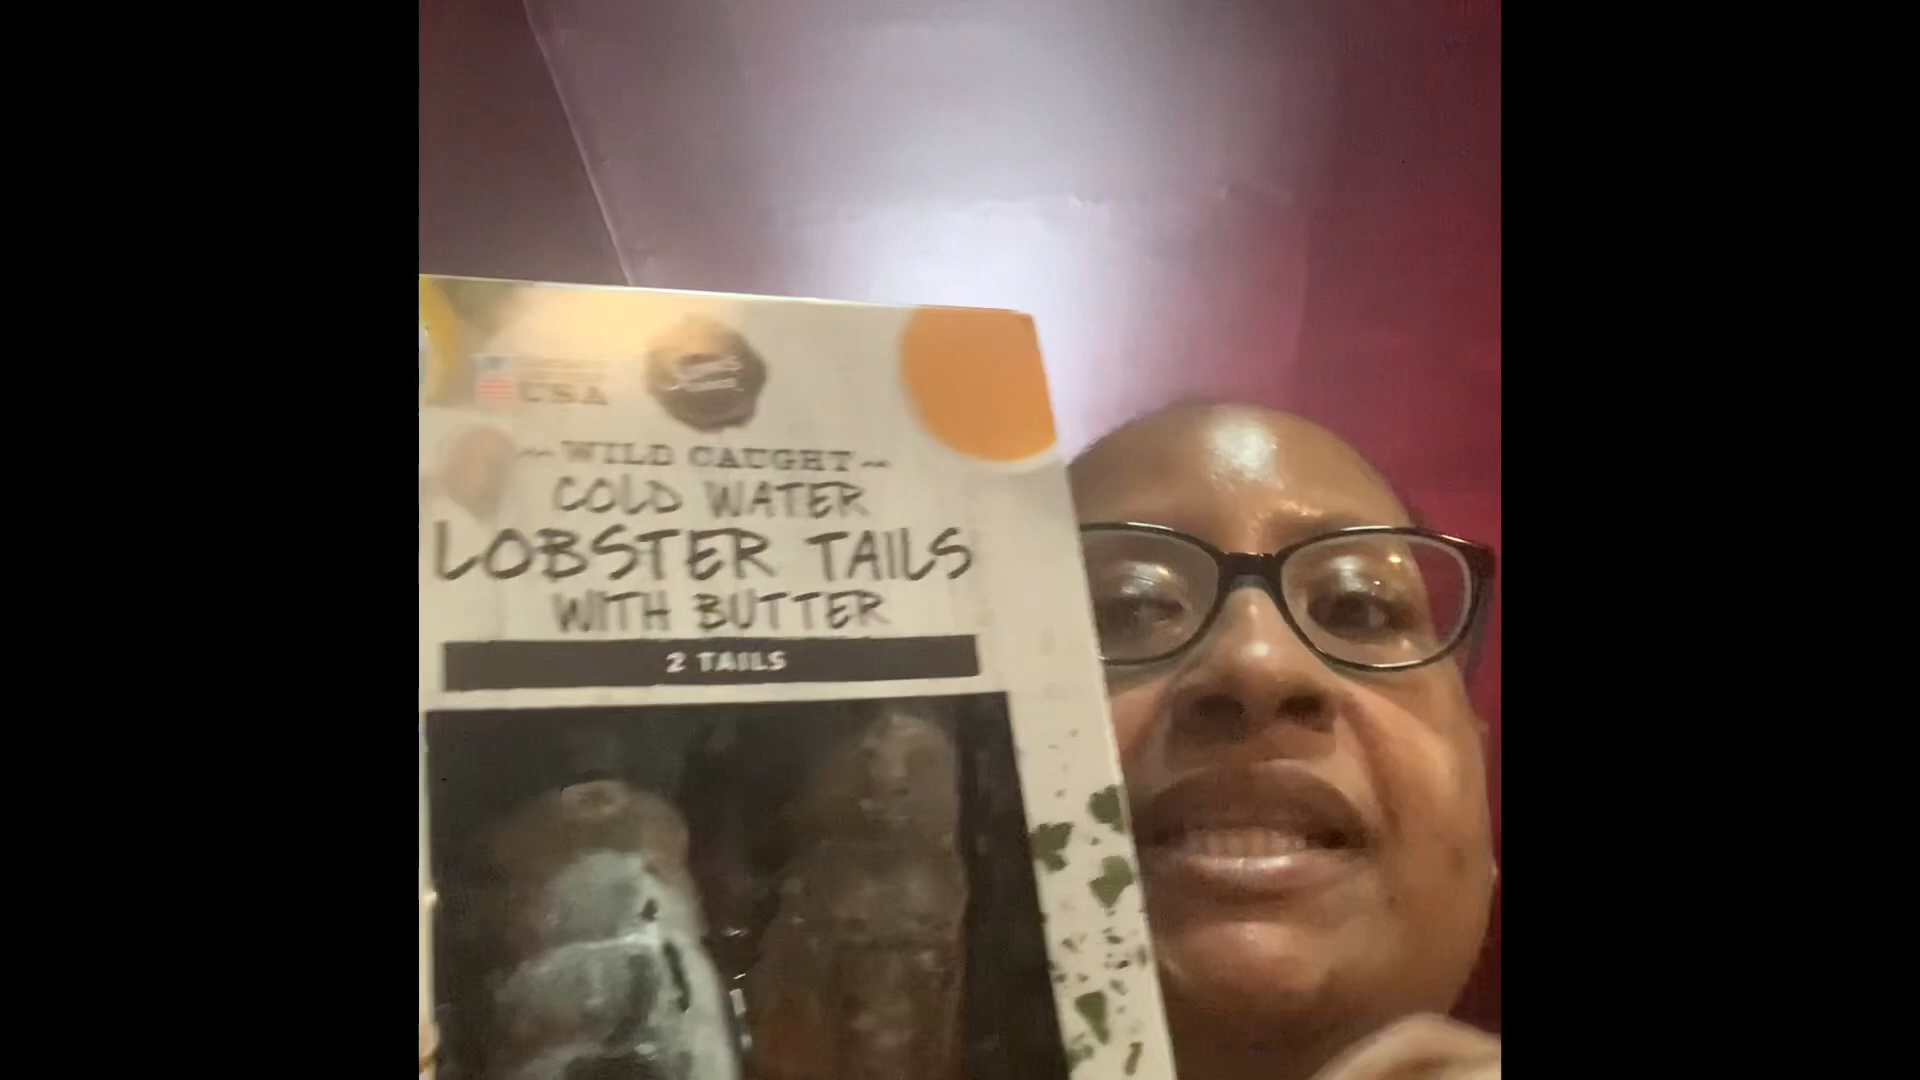 USA
~ WILD CAUGHT ~
COLD WATER
LOBSTER TAILS
WITH BUTTER
2 TAILS